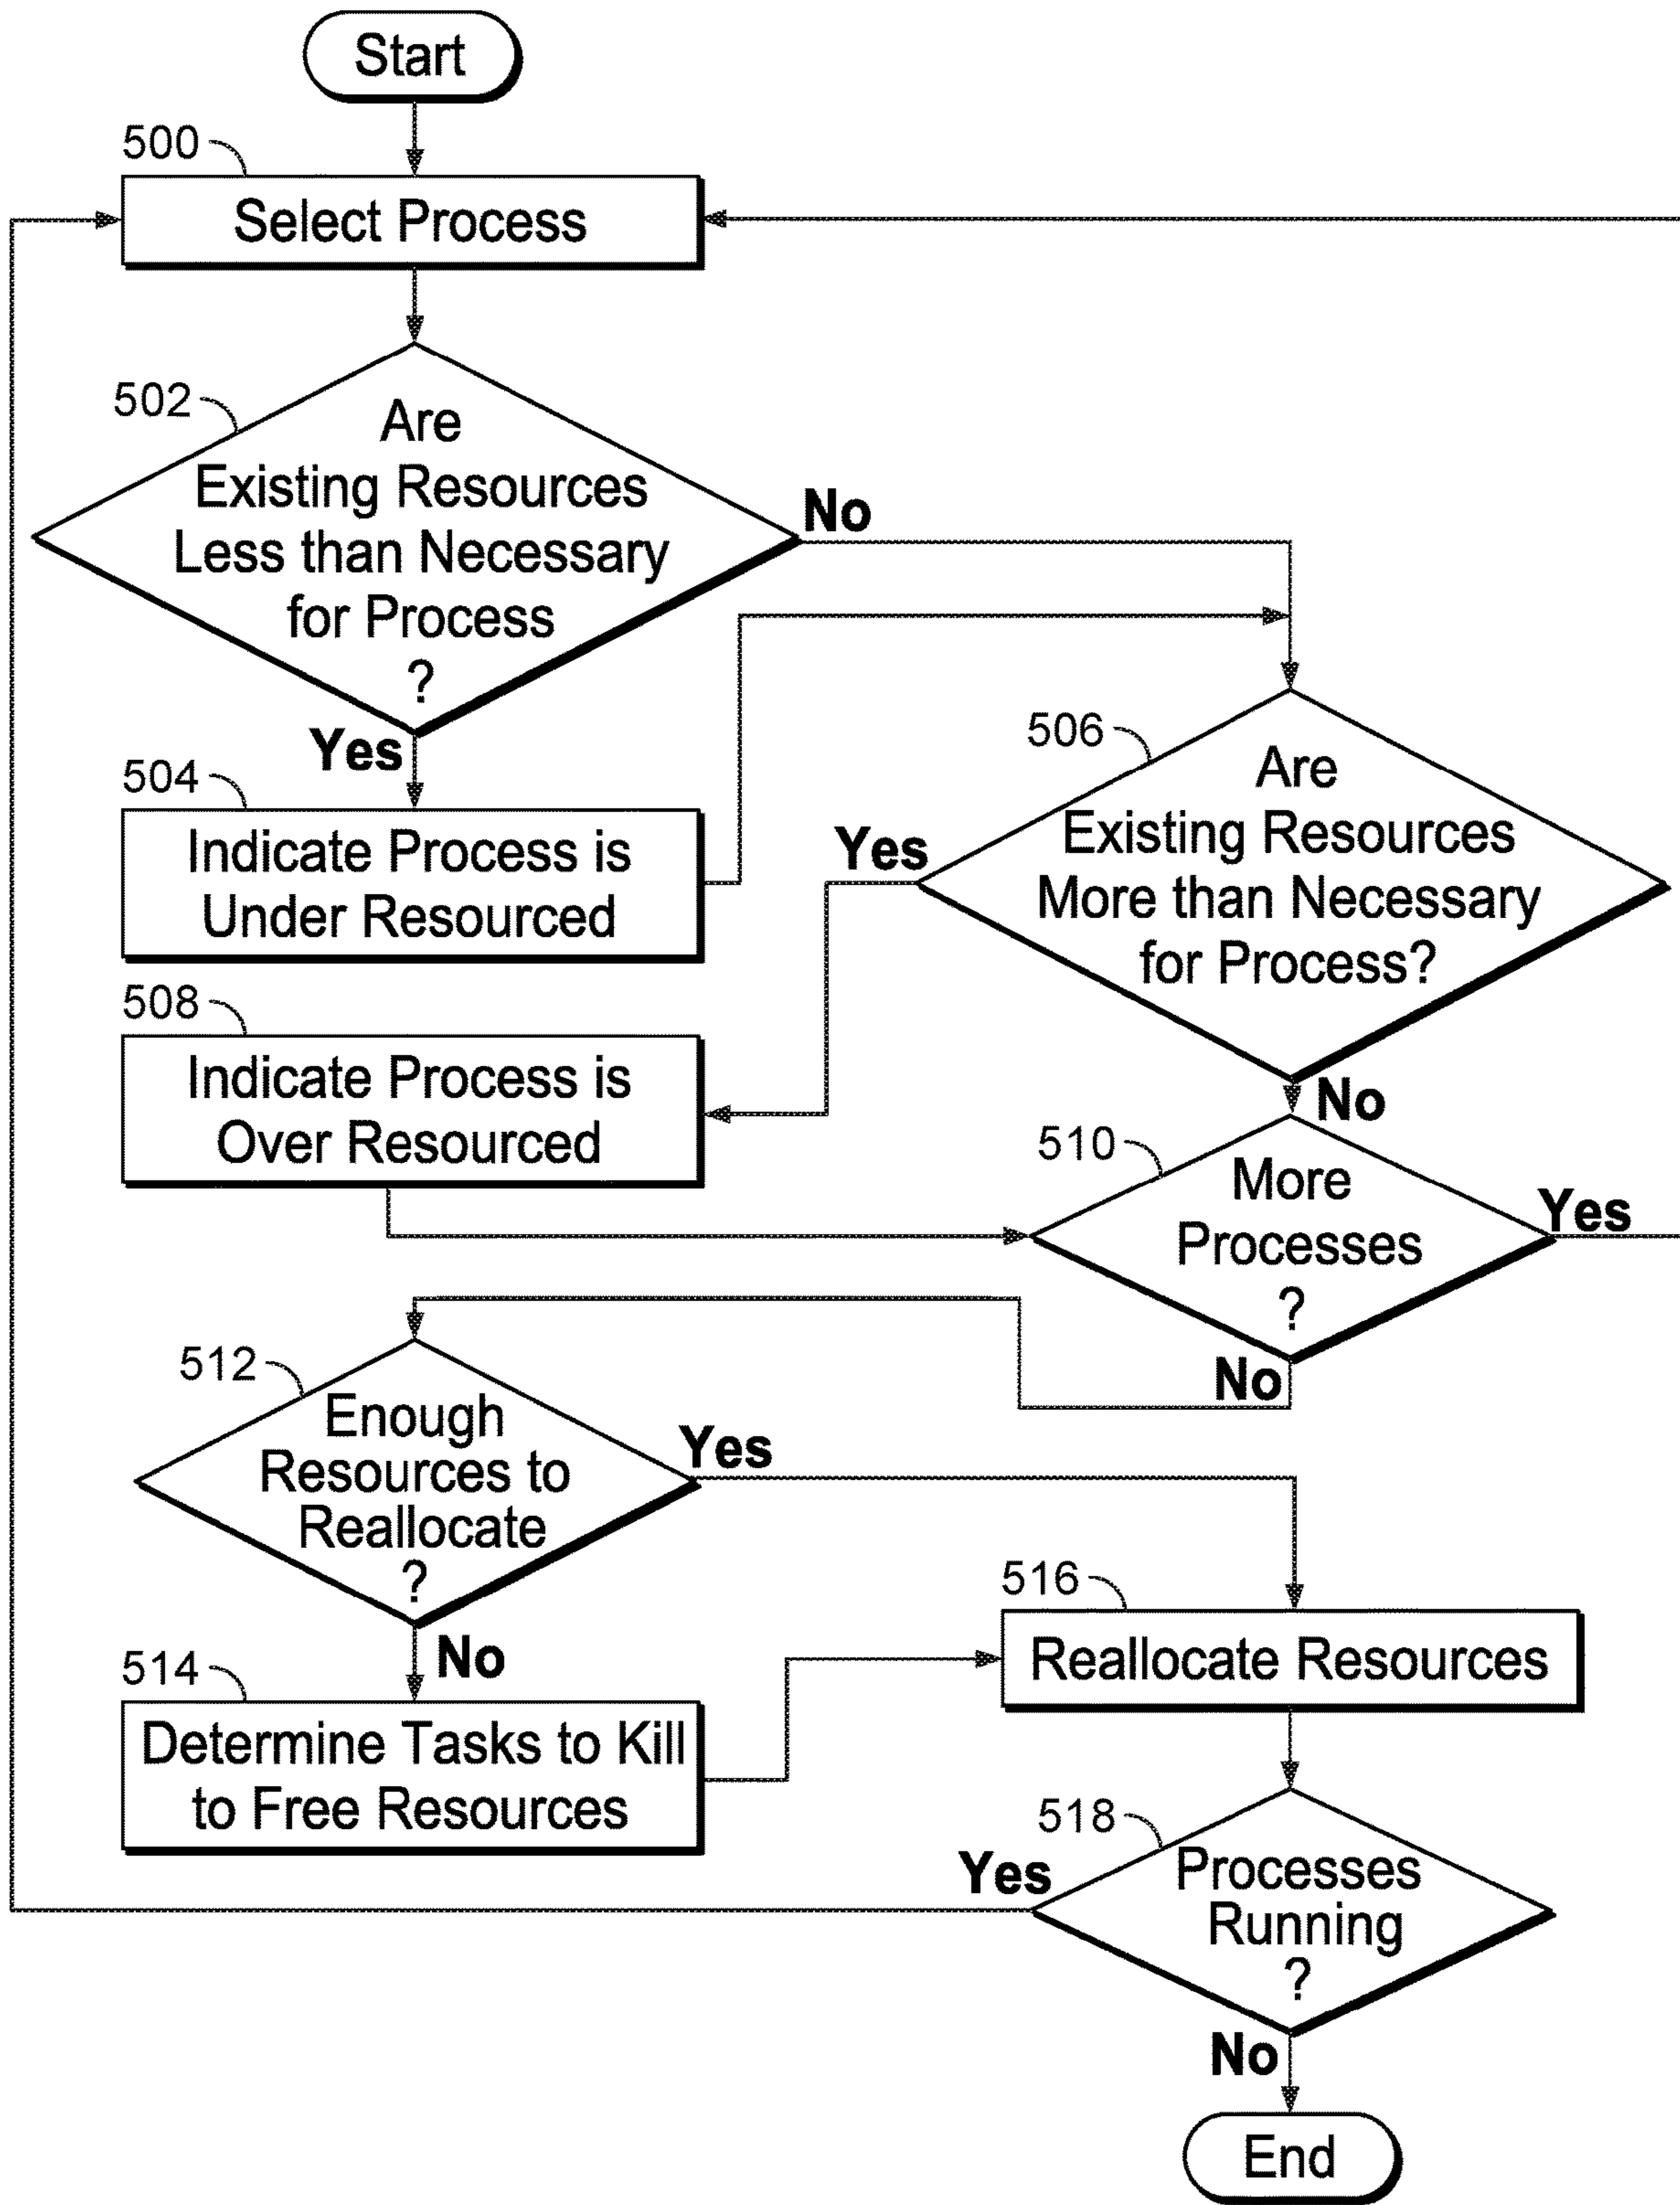 Start
500
Select Process
502
Are
Existing Resources
Less than Necessary
for Process
?
No
Yes
504
Indicate Process is
Under Resourced
506
Are
Existing Resources
More than Necessary
for Process?
Yes
No
508
Indicate Process is
Over Resourced
510
More
Processes
?
Yes
No
512
Enough
Resources to
Reallocate
?
Yes
No
514
Determine Tasks to Kill
to Free Resources
516
Reallocate Resources
518
Processes
Running
?
Yes
No
End